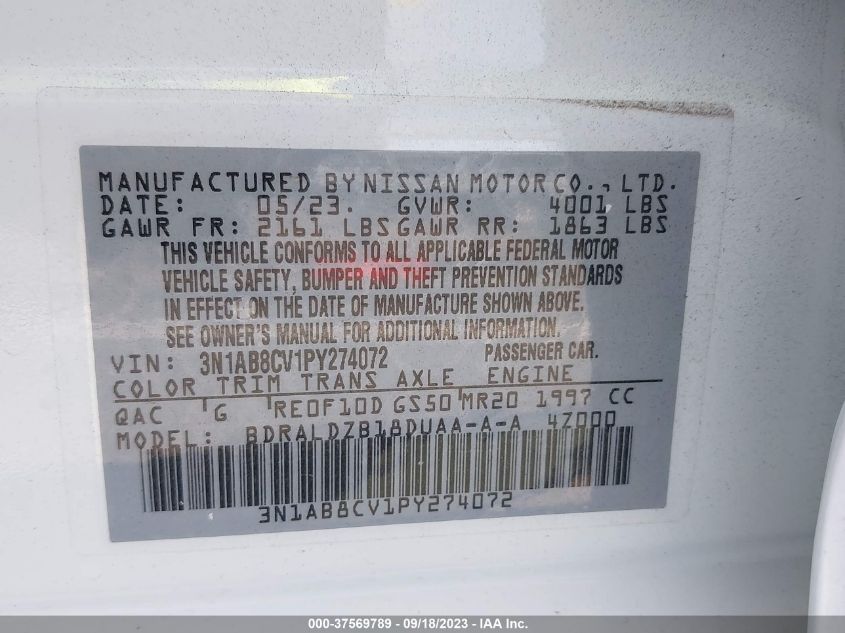 MANUFACTURED BY NISSAN MOTOR CO., LTD.
DATE: 05/23. GVWR: 4001 LBS
GAWR FR: 2161 LBS GAWR RR: 1863 LBS
THIS VEHICLE CONFORMS TO ALL APPLICABLE FEDERAL MOTOR
VEHICLE SAFETY, BUMPER AND THEFT PREVENTION STANDARDS
IN EFFECT ON THE DATE OF MANUFACTURE SHOWN ABOVE.
SEE OWNER'S MANUAL FOR ADDITIONAL INFORMATION.
VIN: 3N1AB8CV1PY274072 PASSENGER CAR.
COLOR TRIM TRANS AXLE ENGINE
QAC G RE0F10D GS50 MR20 1997 CC
MODEL: BDRALDZB18DUAA-A-A 4Z000
3N1AB8CV1PY274072
000-37569789 - 09/18/2023 - IAA Inc.